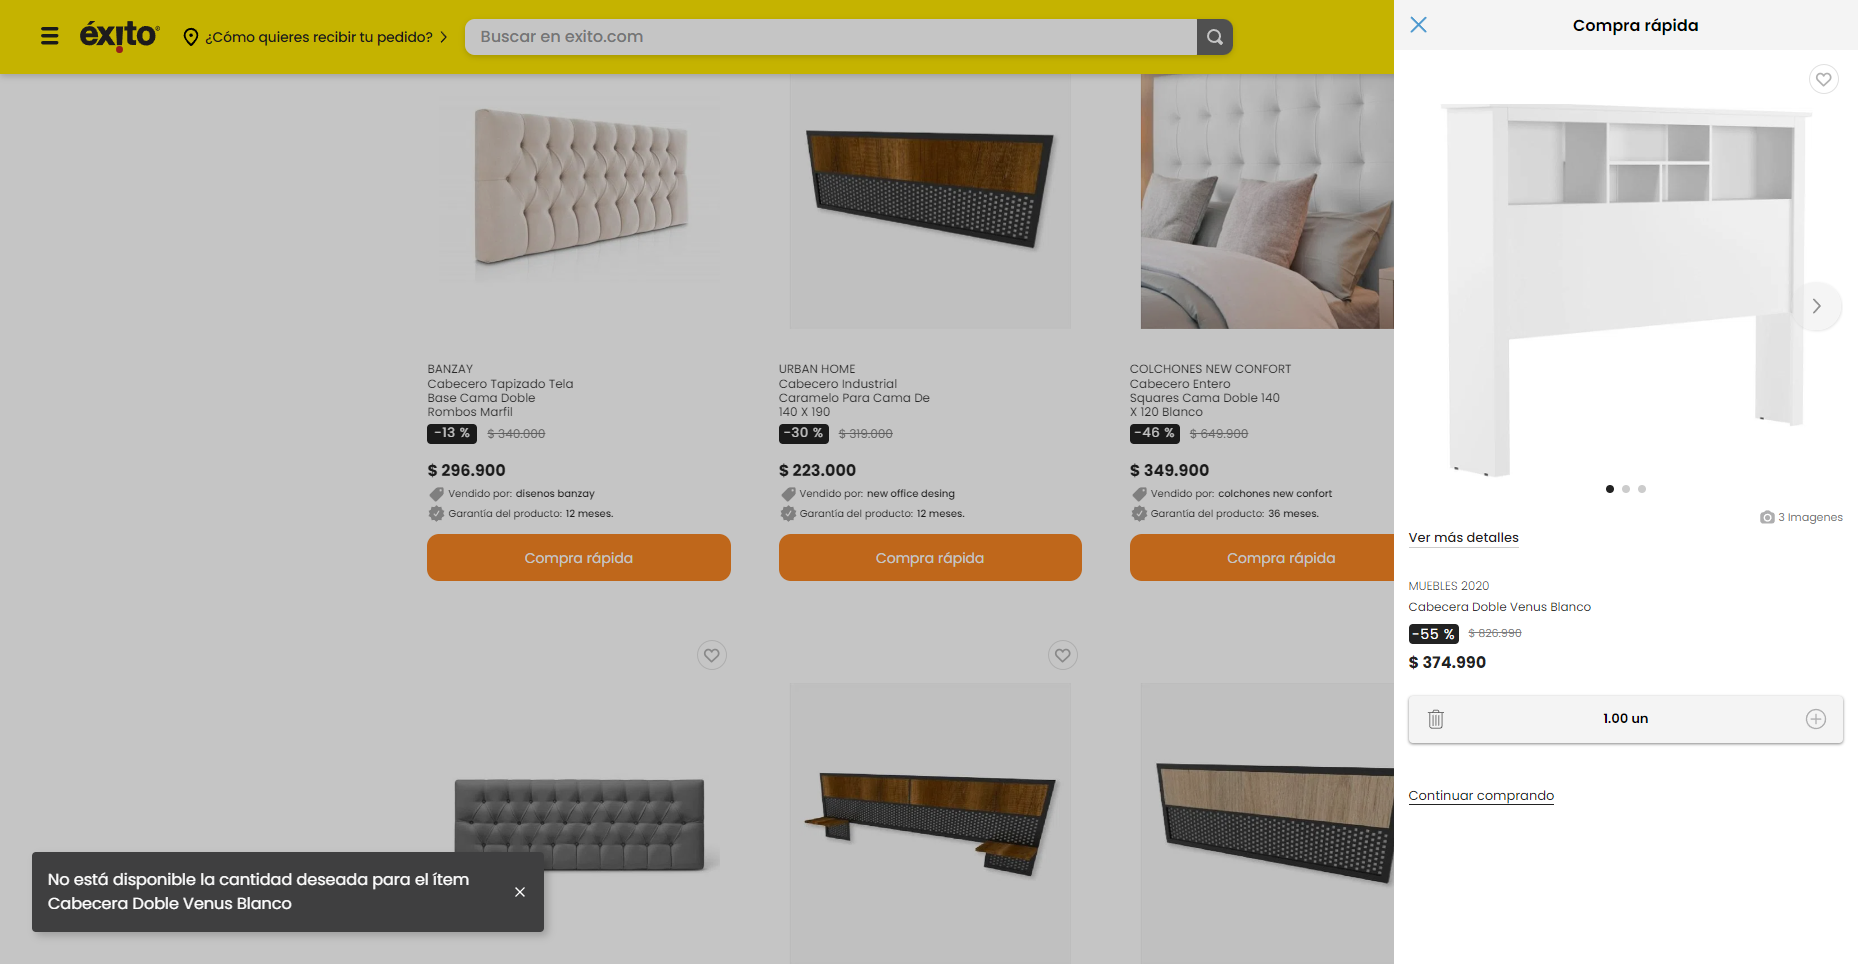 éxito
¿Cómo quieres recibir tu pedido?
Buscar en exito.com
BANZAY
Cabecero Tapizado Tela
Base Cama Doble
Rombos Marfil
-13 %
$ 340.000
$ 296.900
Vendido por: disenos banzay
Garantía del producto: 12 meses.
Compra rápida
URBAN HOME
Cabecero Industrial
Caramelo Para Cama De
140 X 190
-30 %
$ 319.000
$ 223.000
Vendido por: new office desing
Garantía del producto: 12 meses.
Compra rápida
COLCHONES NEW CONFORT
Cabecero Entero
Squares Cama Doble 140
X 120 Blanco
-46 %
$ 649.900
$ 349.900
Vendido por: colchones new confort
Garantía del producto: 36 meses.
Compra rápida
No está disponible la cantidad deseada para el ítem
Cabecera Doble Venus Blanco
Compra rápida
3 Imagenes
Ver más detalles
MUEBLES 2020
Cabecera Doble Venus Blanco
-55 %
$ 826.990
$ 374.990
1.00 un
Continuar comprando